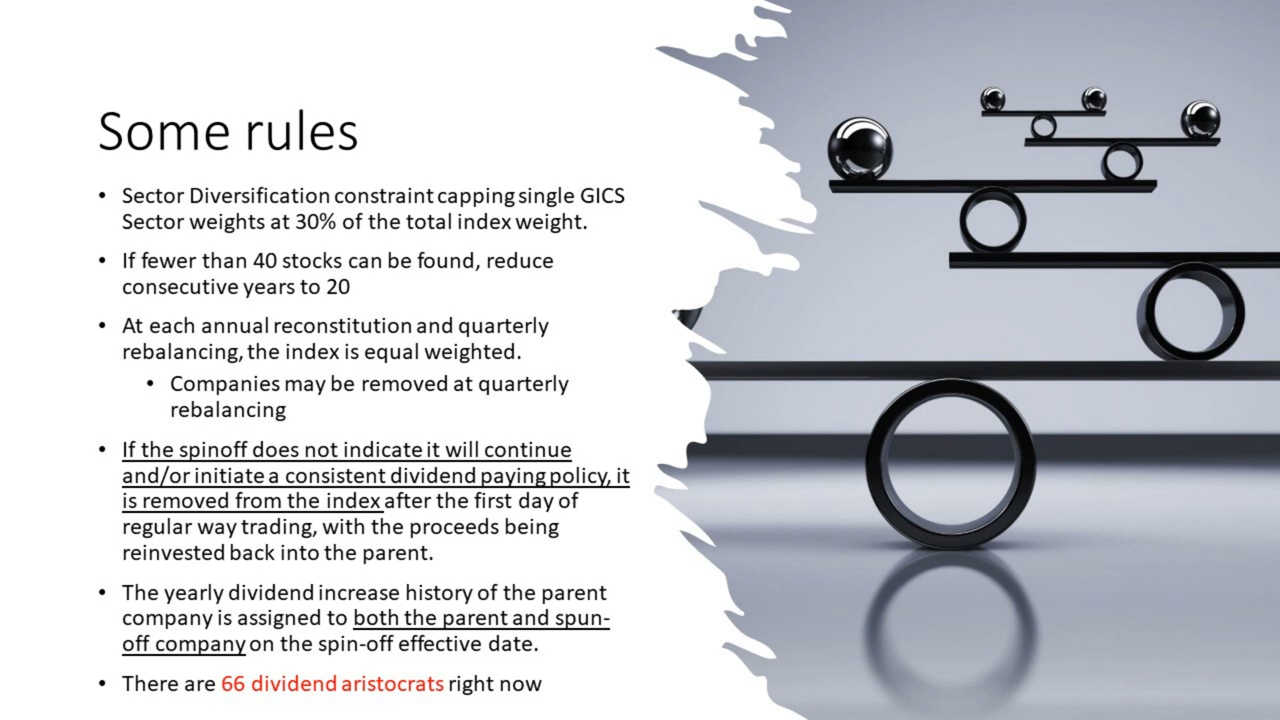 Some rules
• Sector Diversification constraint capping single GICS
Sector weights at 30% of the total index weight.
• If fewer than 40 stocks can be found, reduce
consecutive years to 20
• At each annual reconstitution and quarterly
rebalancing, the index is equal weighted.
• Companies may be removed at quarterly
rebalancing
• If the spinoff does not indicate it will continue
and/or initiate a consistent dividend paying policy, it
is removed from the index after the first day of
regular way trading, with the proceeds being
reinvested back into the parent.
• The yearly dividend increase history of the parent
company is assigned to both the parent and spun-
off company on the spin-off effective date.
• There are 66 dividend aristocrats right now